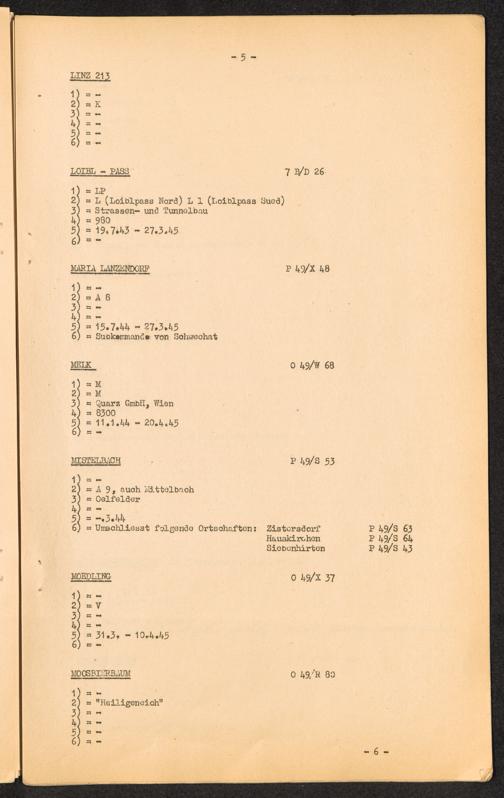 - 5 -
LINZ 213
1) = -
2) = K
3) = -
4) = -
5) = -
6) = -
LOIBL - PASS 7 B/D 26
1) = LP
2) = L (Loiblpass Nord) L 1 (Loiblpass Sued)
3) = Strassen- und Tunnelbau
4) = 980
5) = 19.7.43 - 27.3.45
6) = -
MARIA LANZENDORF P 49/X 48
1) = -
2) = A 8
3) = -
4) = -
5) = 15.7.44 - 27.3.45
6) = Suckommando von Schwechat
MELK O 49/W 68
1) = M
2) = M
3) = Quarz GmbH, Wien
4) = 8300
5) = 11.1.44 - 20.4.45
6) = -
MISTELBACH P 49/S 53
1) = -
2) = A 9, auch Mittelbach
3) = Oelfelder
4) = -
5) = -.3.44
6) = Umschliesst folgende Ortschaften: Zistersdorf P 49/S 63
Hauskirchen P 49/S 64
Siebenhirten P 49/S 43
MOEDLING O 49/X 37
1) = -
2) = V
3) = -
4) = -
5) = 31.3. - 10.4.45
6) = -
MOOSBIERBAUM O 49/R 80
1) = -
2) = "Heiligeneich"
3) = -
4) = -
5) = -
6) = -
- 6 -